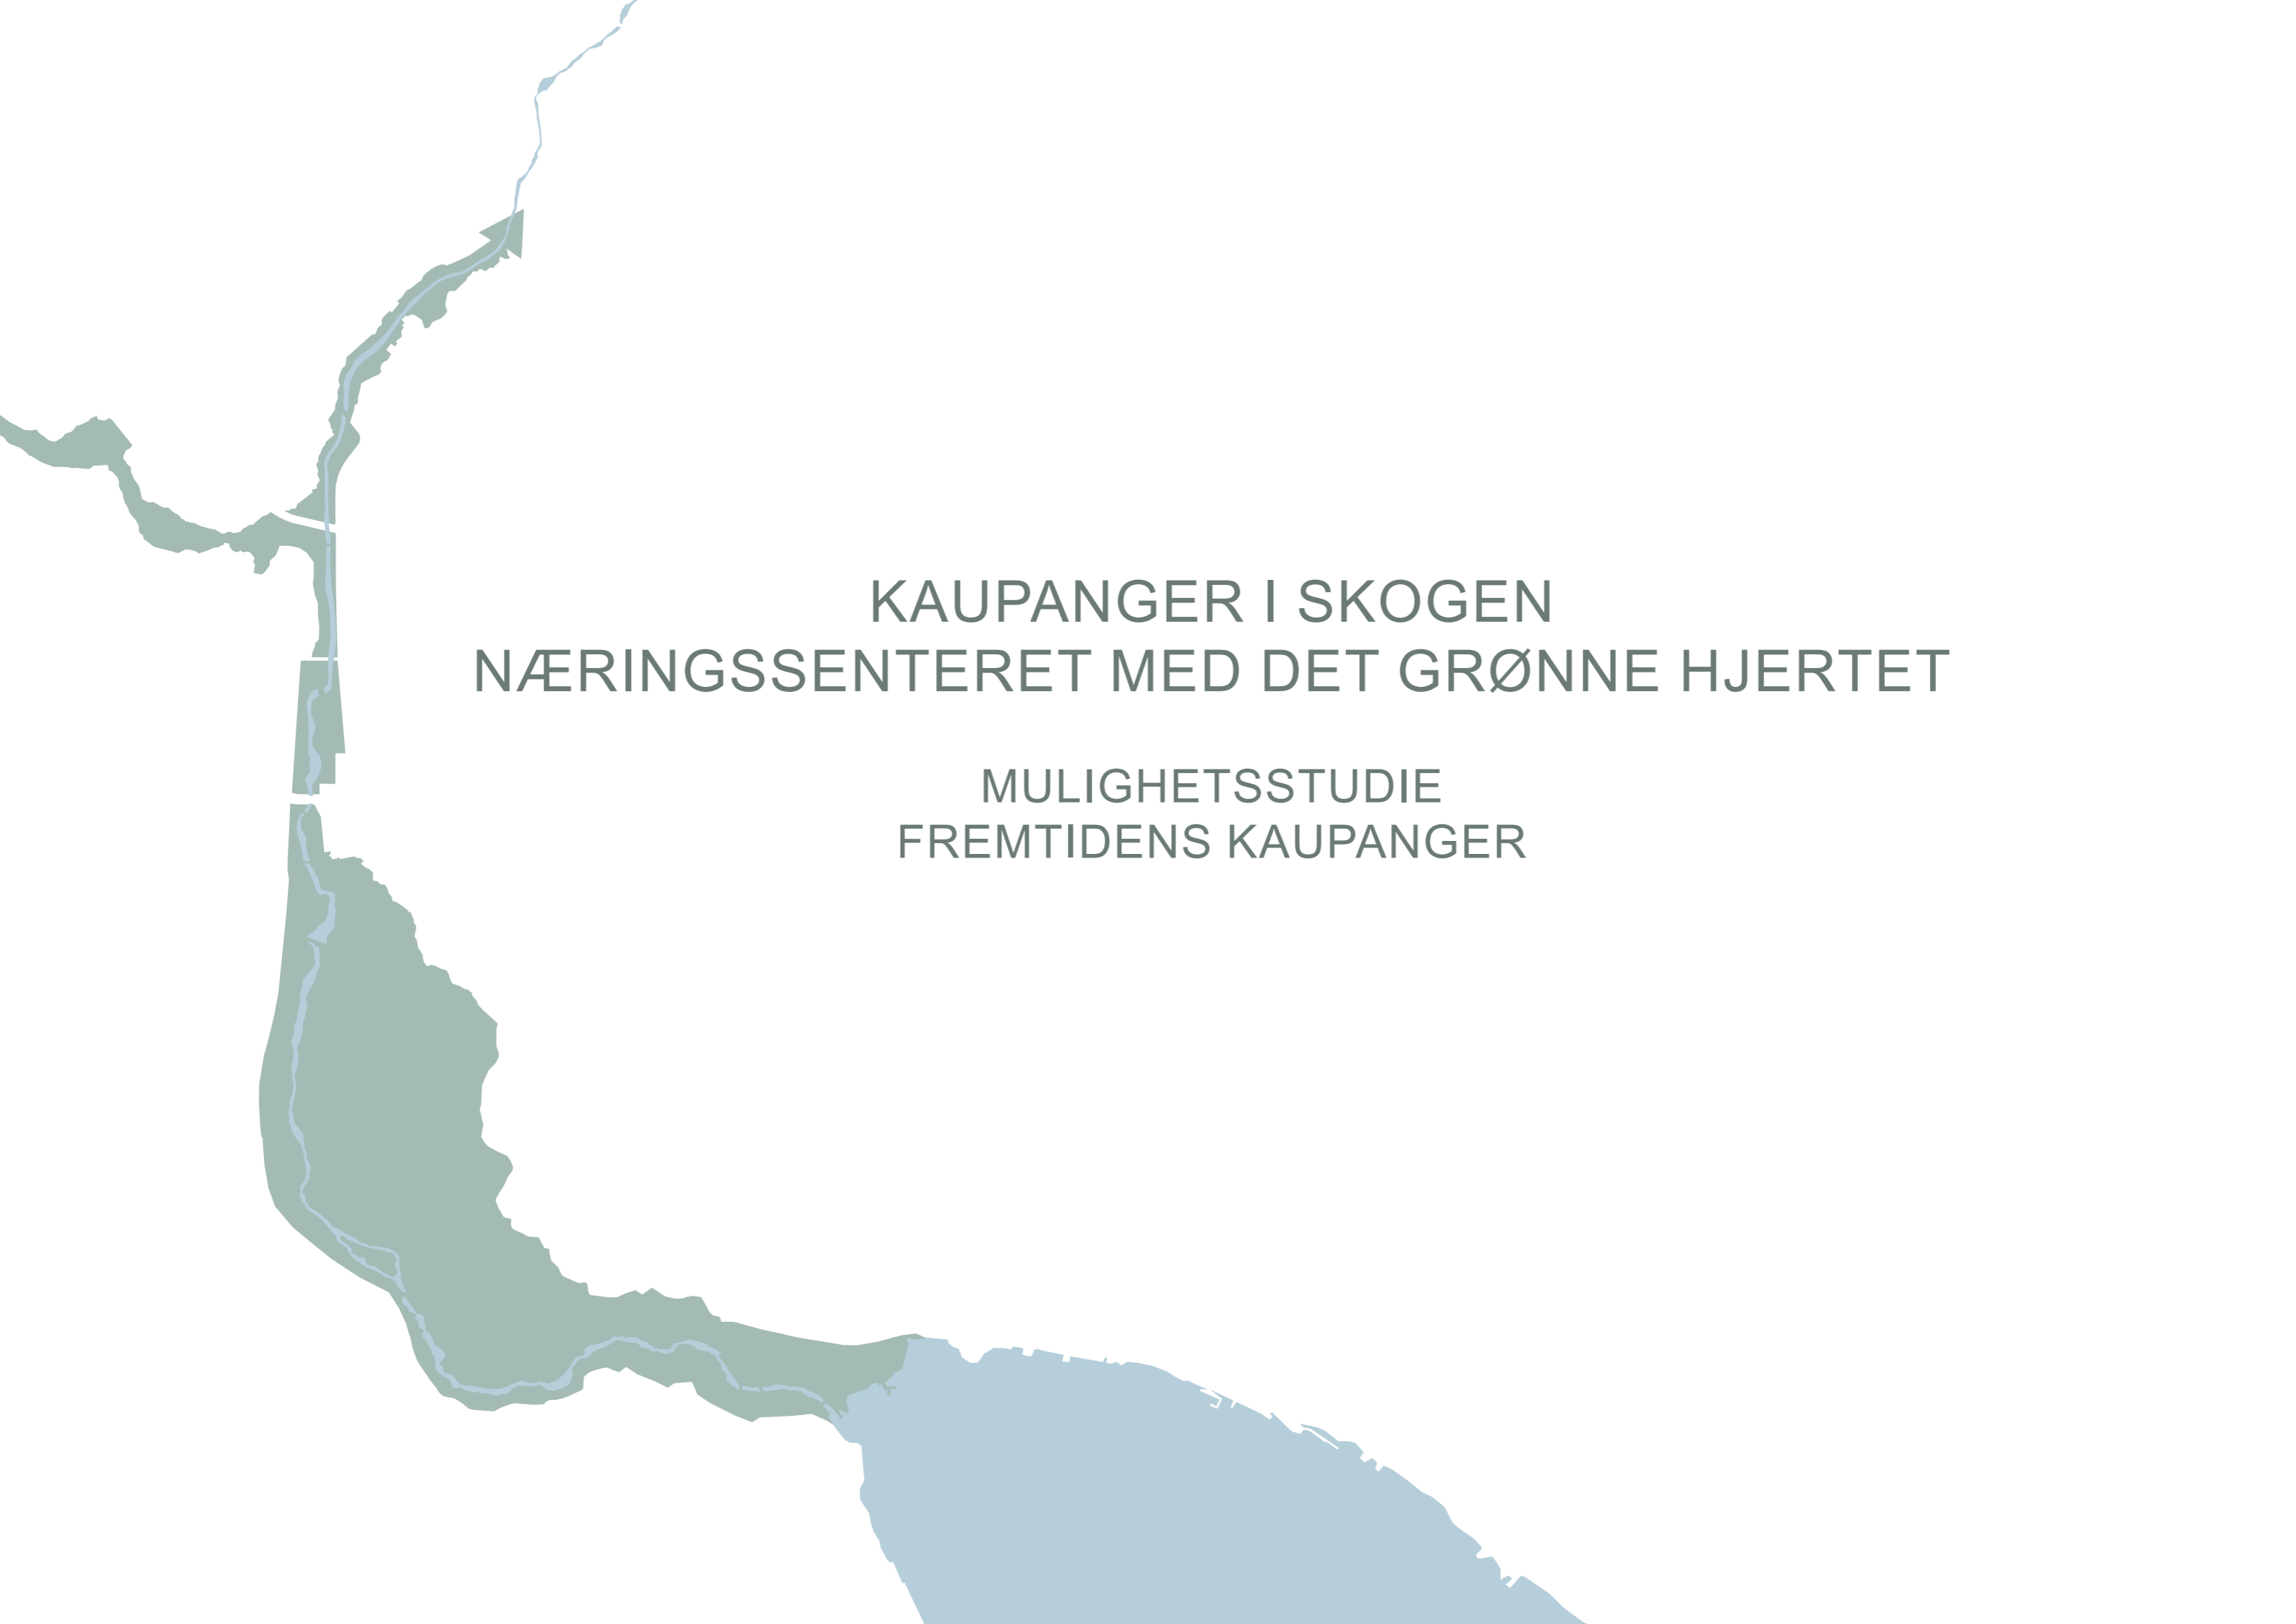 KAUPANGER I SKOGEN
NÆRINGSSENTERET MED DET GRØNNE HJERTET
MULIGHETSSTUDIE
FREMTIDENS KAUPANGER